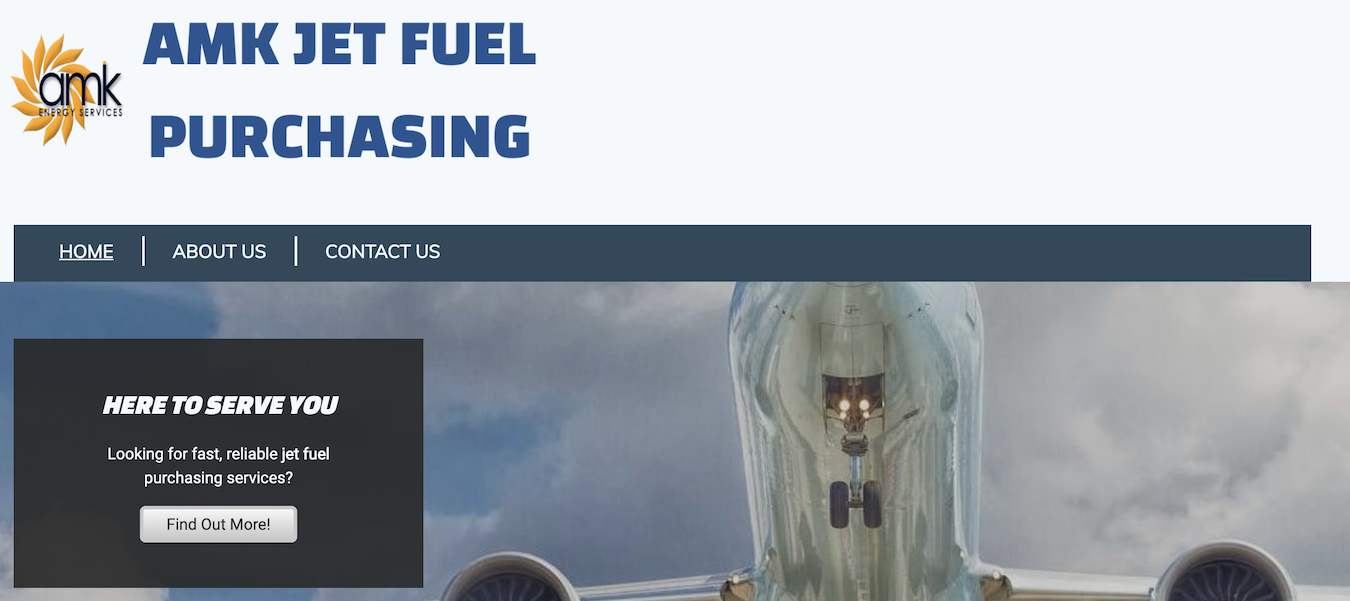 amk
ENERGY SERVICES
AMK JET FUEL
PURCHASING
HOME
ABOUT US
CONTACT US
HERE TO SERVE YOU
Looking for fast, reliable jet fuel
purchasing services?
Find Out More!